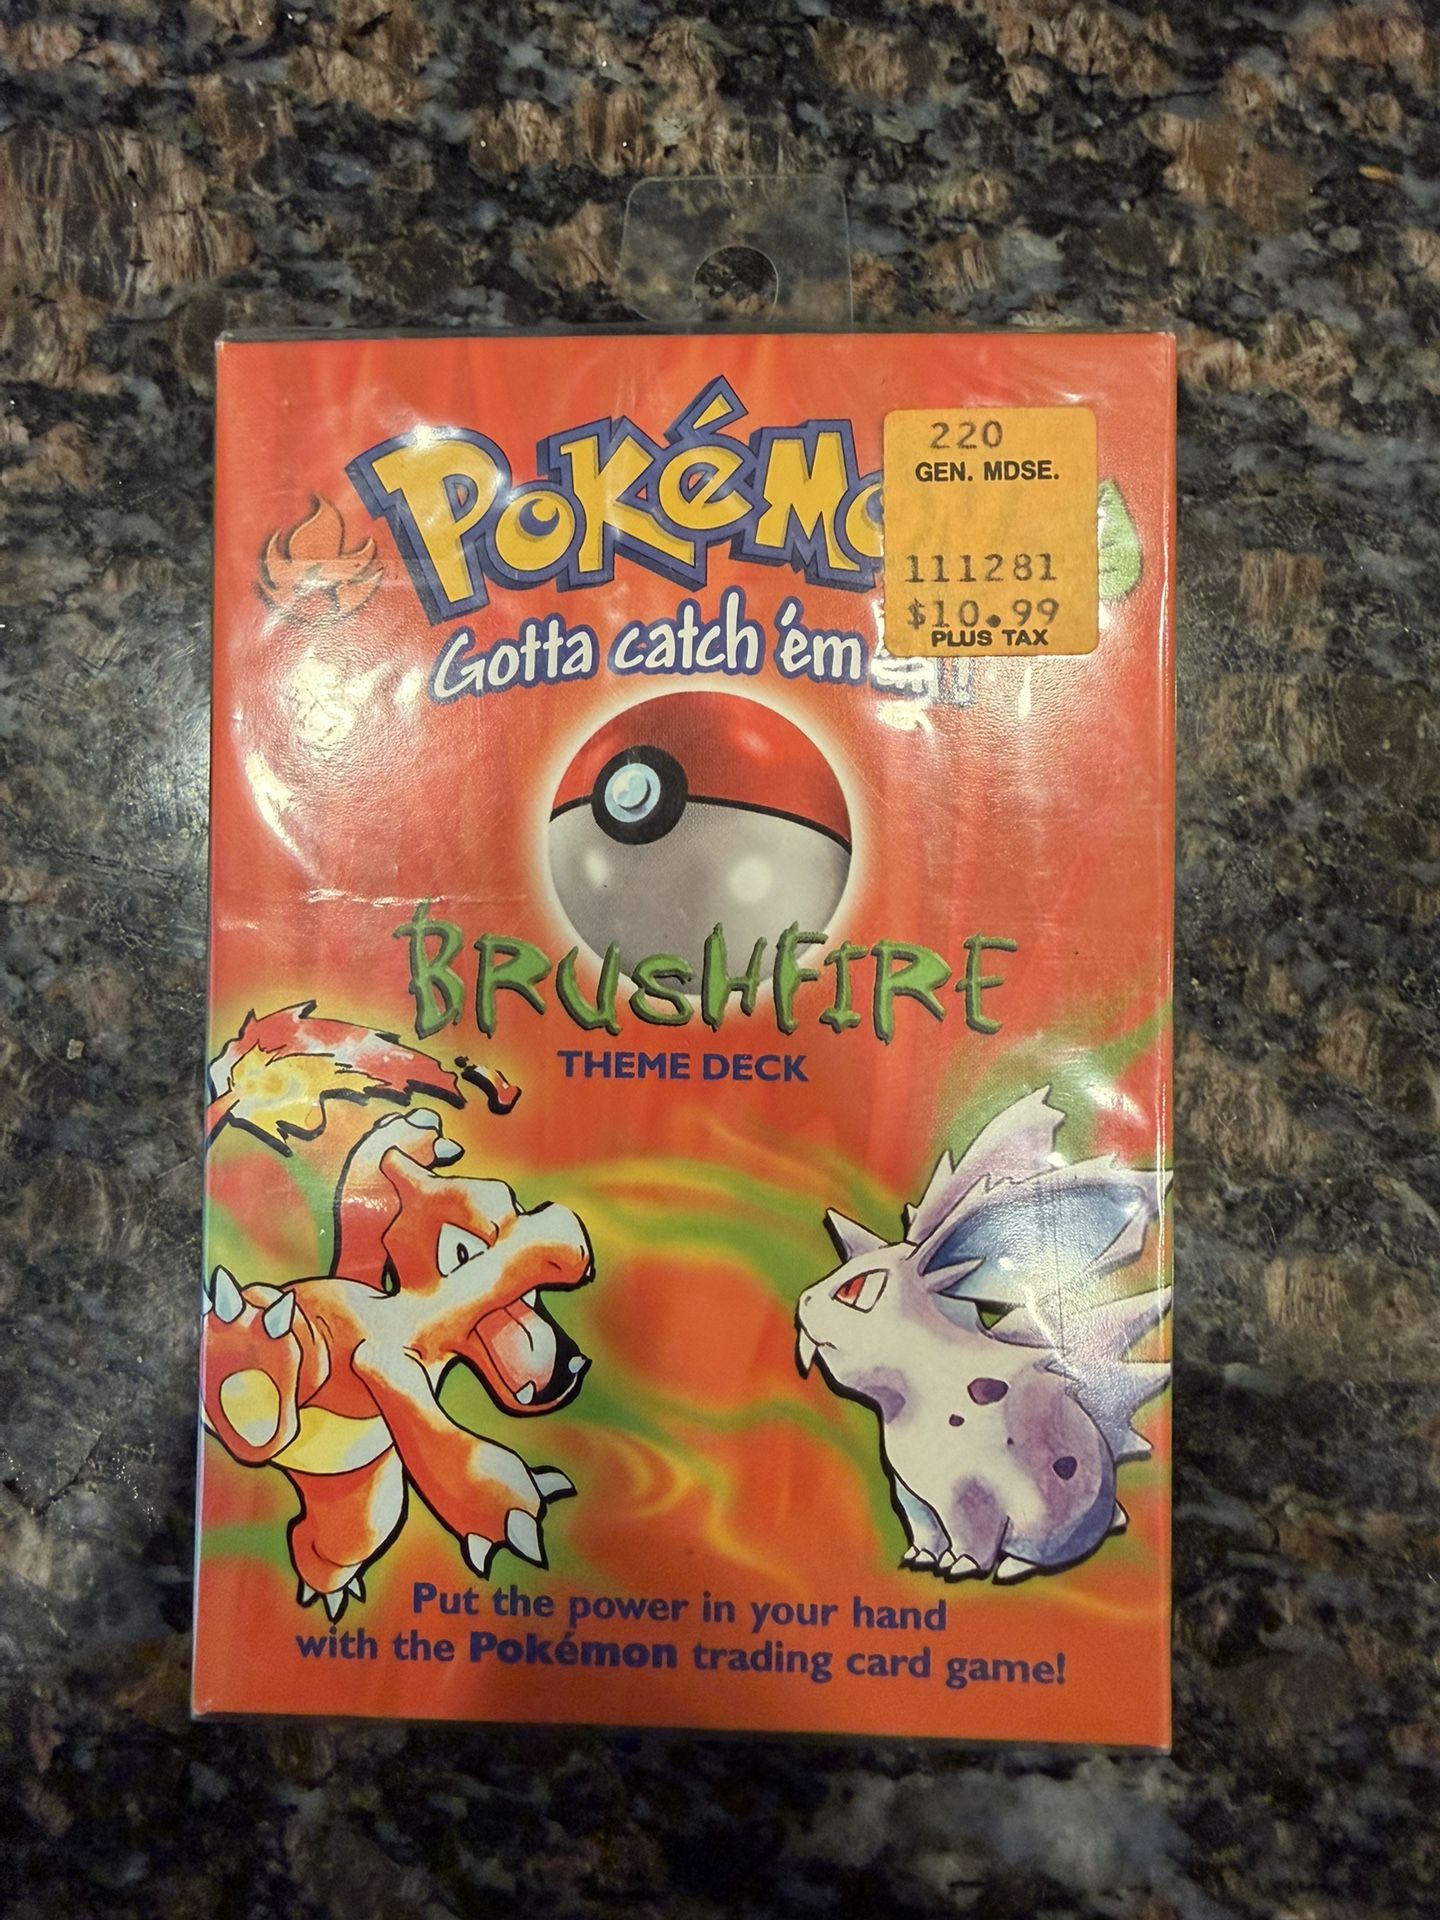 POKÉMO
220
GEN. MDSE.
111281
$10.99
PLUS TAX
Gotta catch 'em all!
BRUSHFIRE
THEME DECK
Put the power in your hand
with the Pokémon trading card game!